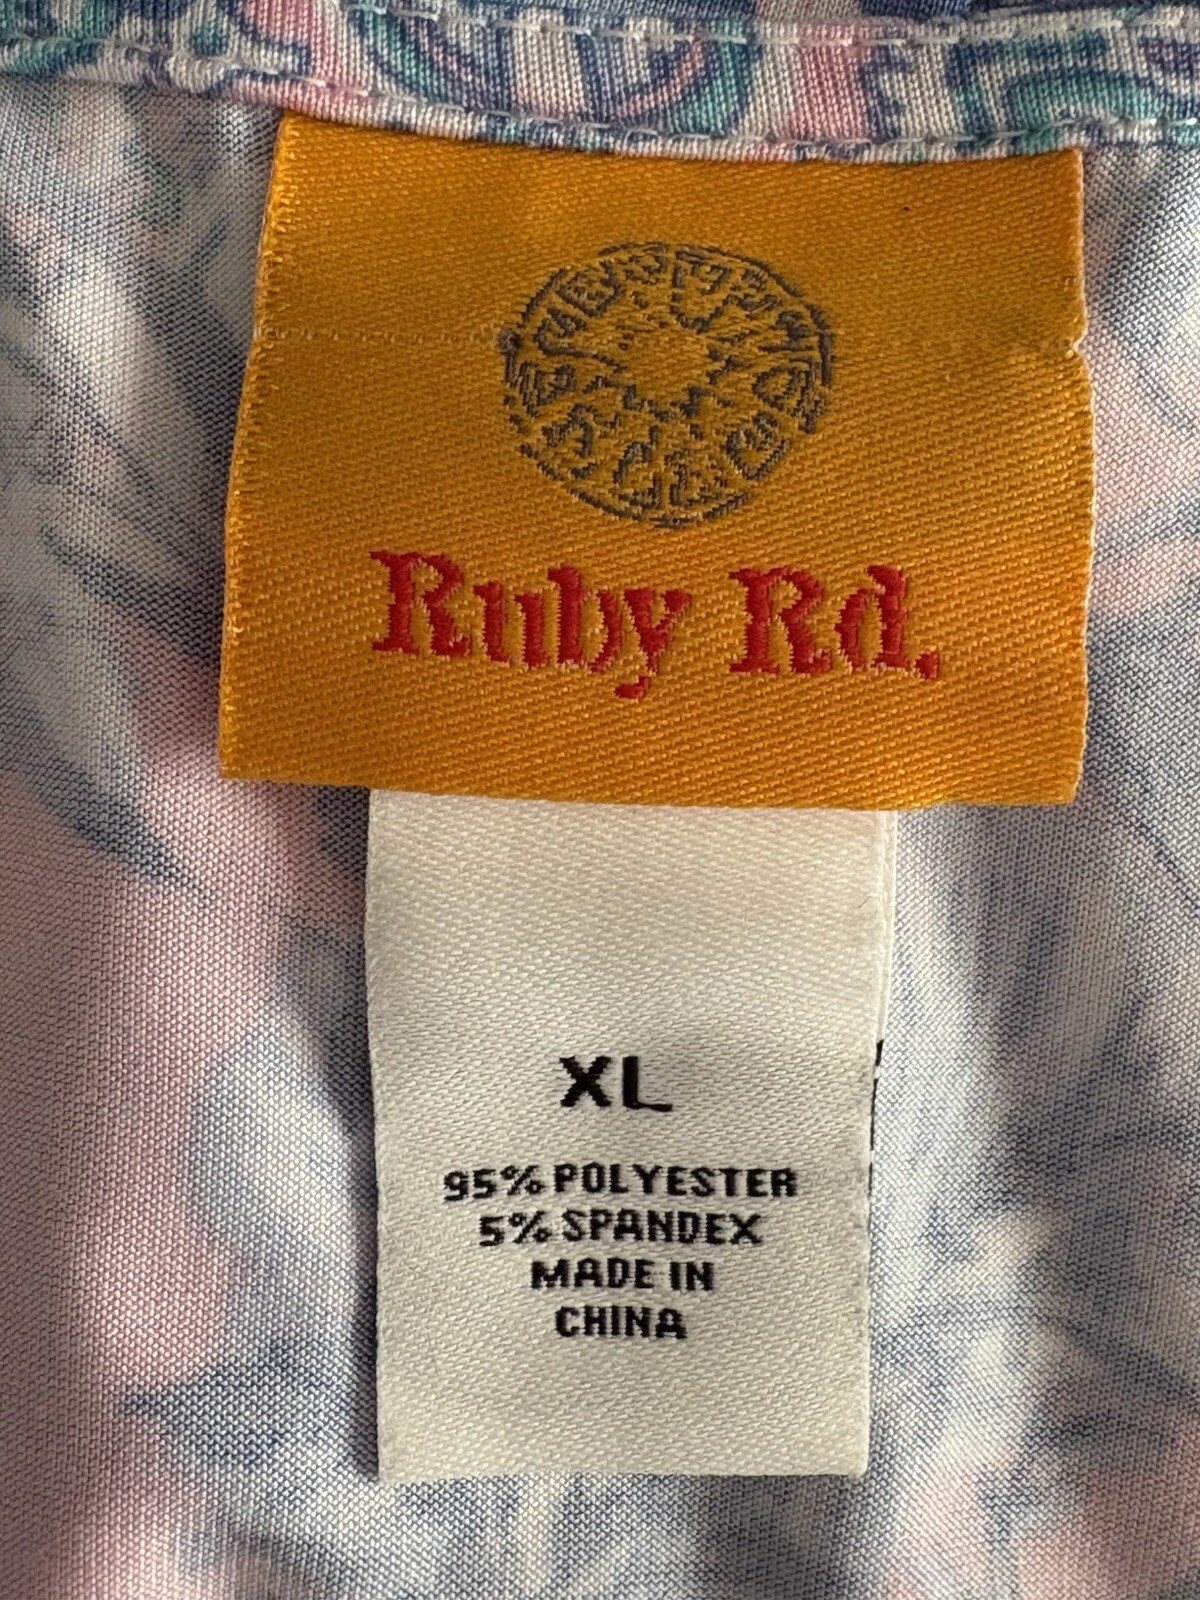 Ruby Rd.
XL
95% POLYESTER
5% SPANDEX
MADE IN
CHINA